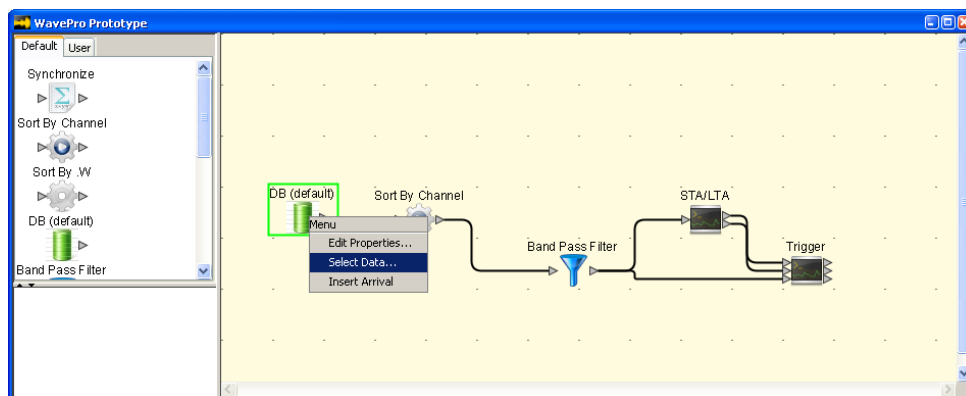 WavePro Prototype
Default User
Synchronize
Sort By Channel
Sort By .W
DB (default)
Band Pass Filter
DB (default)
Sort By Channel
STA/LTA
Band Pass Filter
Trigger
Menu
Edit Properties...
Select Data...
Insert Arrival